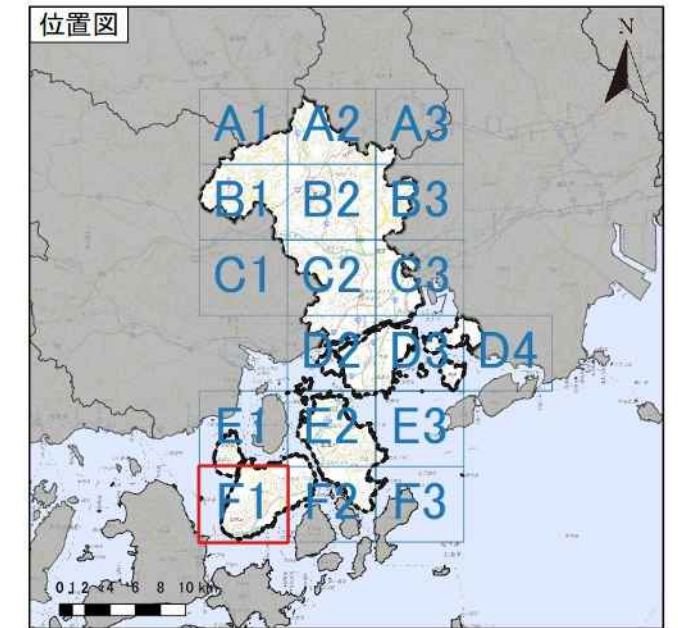 位置図
N
A1 A2 A3
B1 B2 B3
C1 C2 C3
D2 D3 D4
E1 E2 E3
F1 F2 F3
0 1 2 4 6 8 10 km